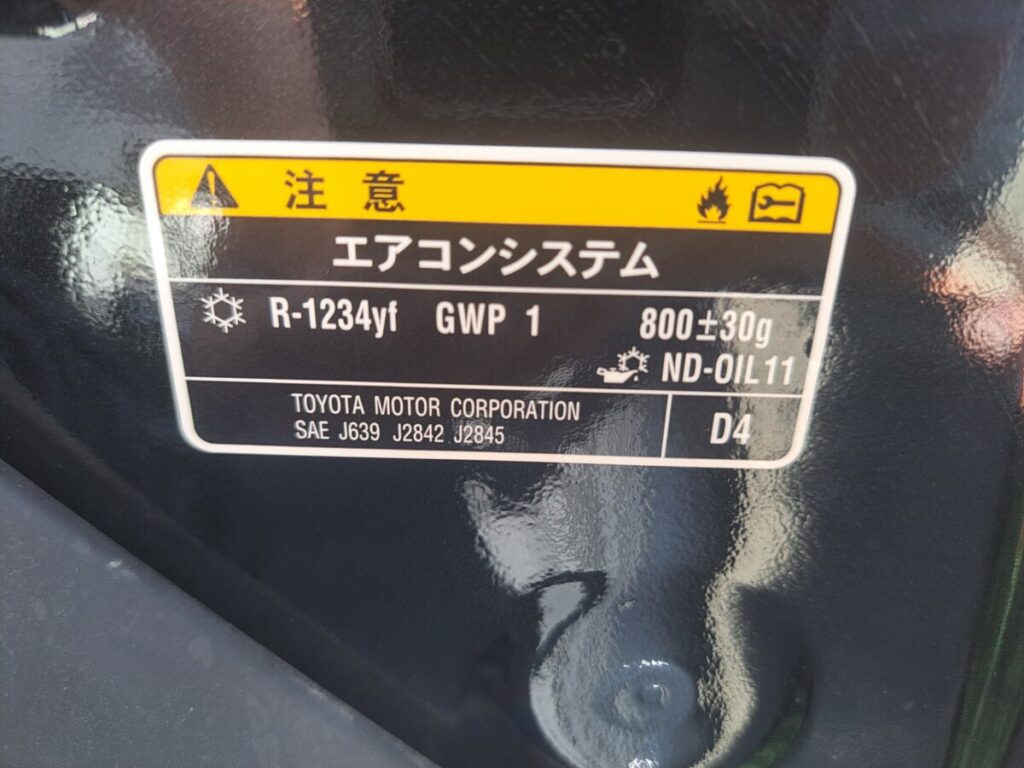 注意
エアコンシステム
R-1234yf GWP 1 800±30g
ND-OIL11
TOYOTA MOTOR CORPORATION
SAE J639 J2842 J2845
D4